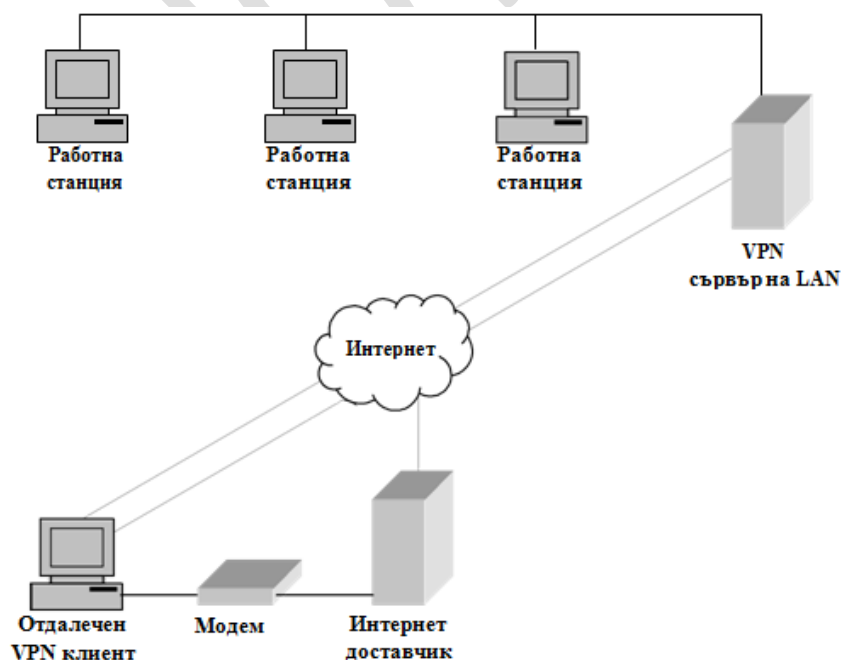 Работна
станция
Работна
станция
Работна
станция
VPN
сървър на LAN
Интернет
Отдалечен
VPN клиент
Модем
Интернет
доставчик